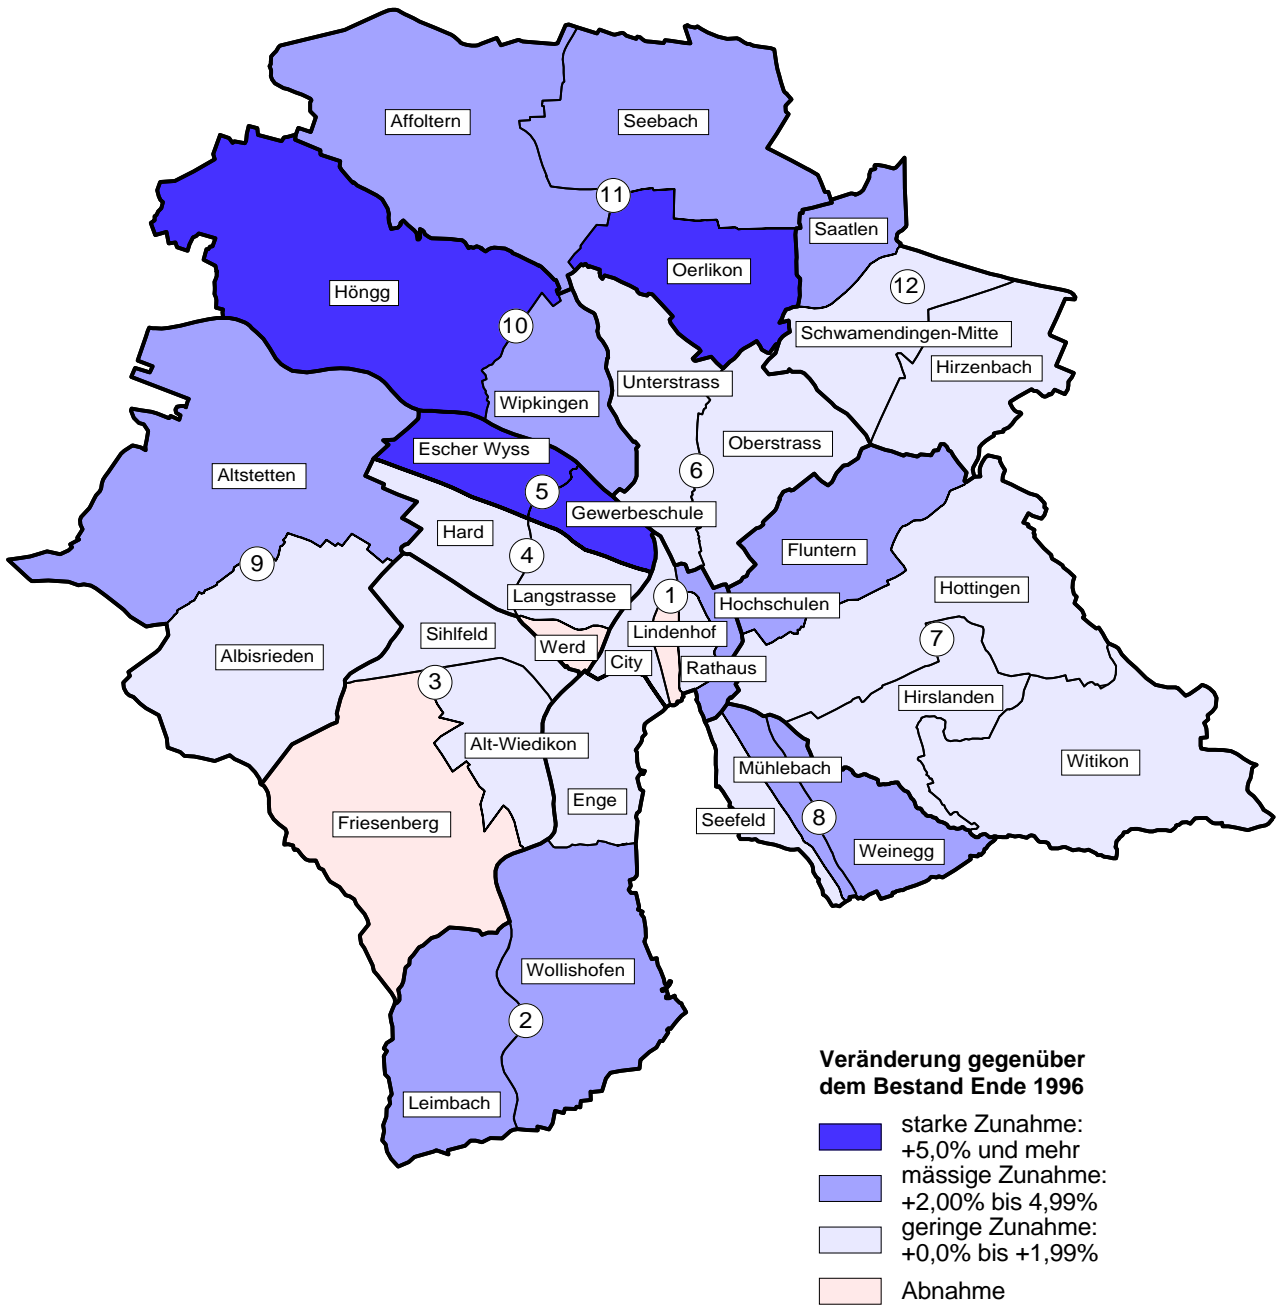 Affoltern
Seebach
11
Saatlen
Oerlikon
12
Höngg
10
Schwamendingen-Mitte
Hirzenbach
Unterstrass
Wipkingen
Oberstrass
Escher Wyss
6
Altstetten
5
Gewerbeschule
Hard
Fluntern
4
9
Hottingen
Langstrasse
1
Hochschulen
Sihlfeld
Lindenhof
7
Werd
Albisrieden
City
Rathaus
3
Hirslanden
Alt-Wiedikon
Witikon
Mühlebach
Enge
Seefeld
8
Friesenberg
Weinegg
Wollishofen
2
Leimbach
Veränderung gegenüber
dem Bestand Ende 1996
starke Zunahme:
+5,0% und mehr
mässige Zunahme:
+2,00% bis 4,99%
geringe Zunahme:
+0,0% bis +1,99%
Abnahme